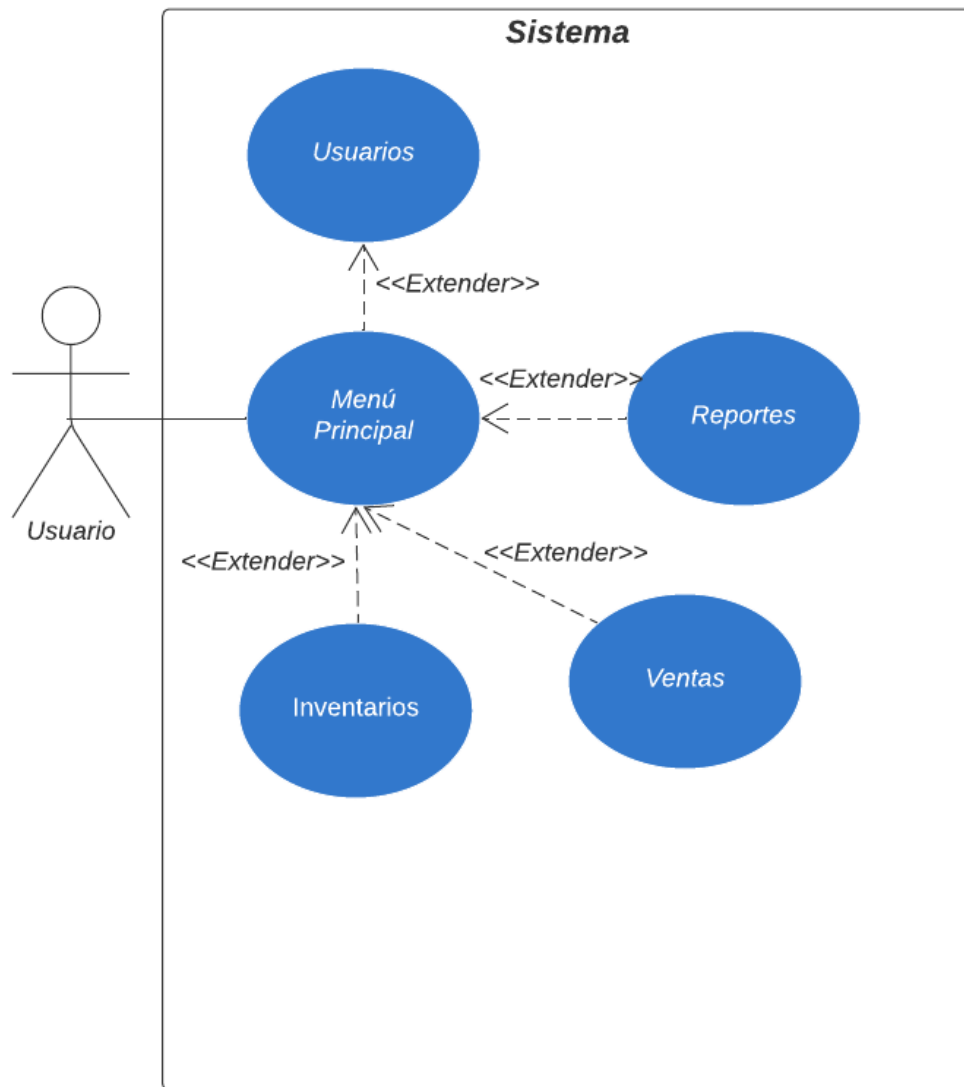 Sistema
Usuarios
<<Extender>>
Menú
Principal
<<Extender>>
Reportes
Usuario
<<Extender>>
<<Extender>>
Inventarios
Ventas